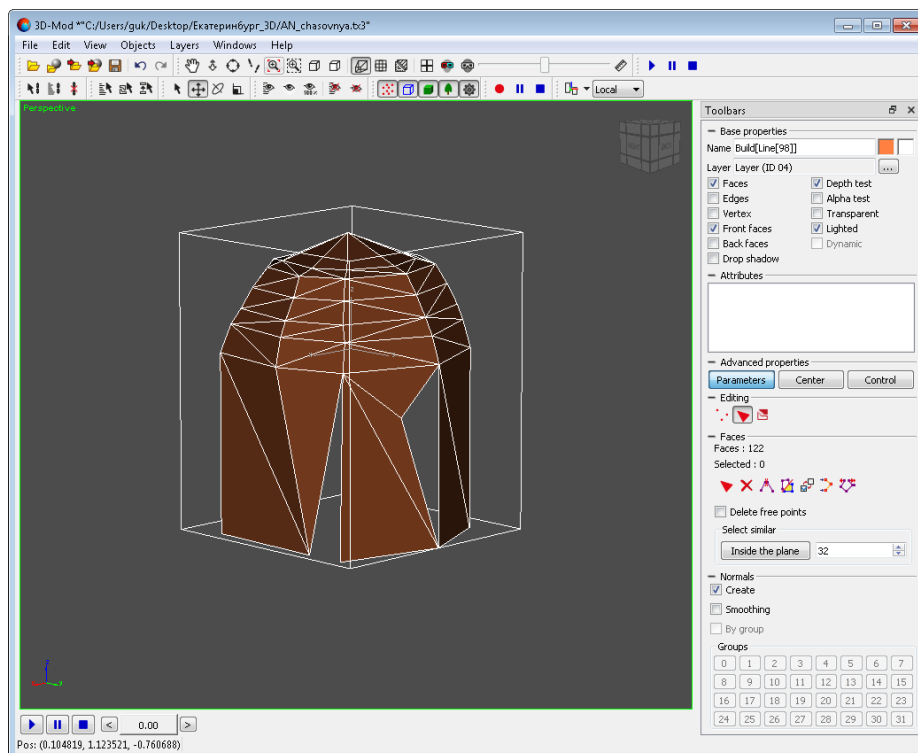 3D-Mod *"C:/Users/guk/Desktop/Екатеринбург_3D/AN_chasovnya.tx3"
File Edit View Objects Layers Windows Help
Local
Perspective
Toolbars
Base properties
Name Build[Line[98]]
Layer Layer (ID 04) ...
Faces Depth test
Edges Alpha test
Vertex Transparent
Front faces Lighted
Back faces Dynamic
Drop shadow
Attributes
Advanced properties
Parameters Center Control
Editing
Faces
Faces : 122
Selected : 0
Delete free points
Select similar
Inside the plane 32
Normals
Create
Smoothing
By group
Groups
0 1 2 3 4 5 6 7
8 9 10 11 12 13 14 15
16 17 18 19 20 21 22 23
24 25 26 27 28 29 30 31
< 0.00 >
Pos: (0.104819, 1.123521, -0.760688)